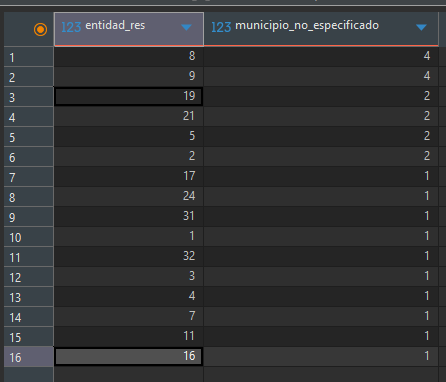 123 entidad_res 123 municipio_no_especificado
1 8 4
2 9 4
3 19 2
4 21 2
5 5 2
6 2 2
7 17 1
8 24 1
9 31 1
10 1 1
11 32 1
12 3 1
13 4 1
14 7 1
15 11 1
16 16 1